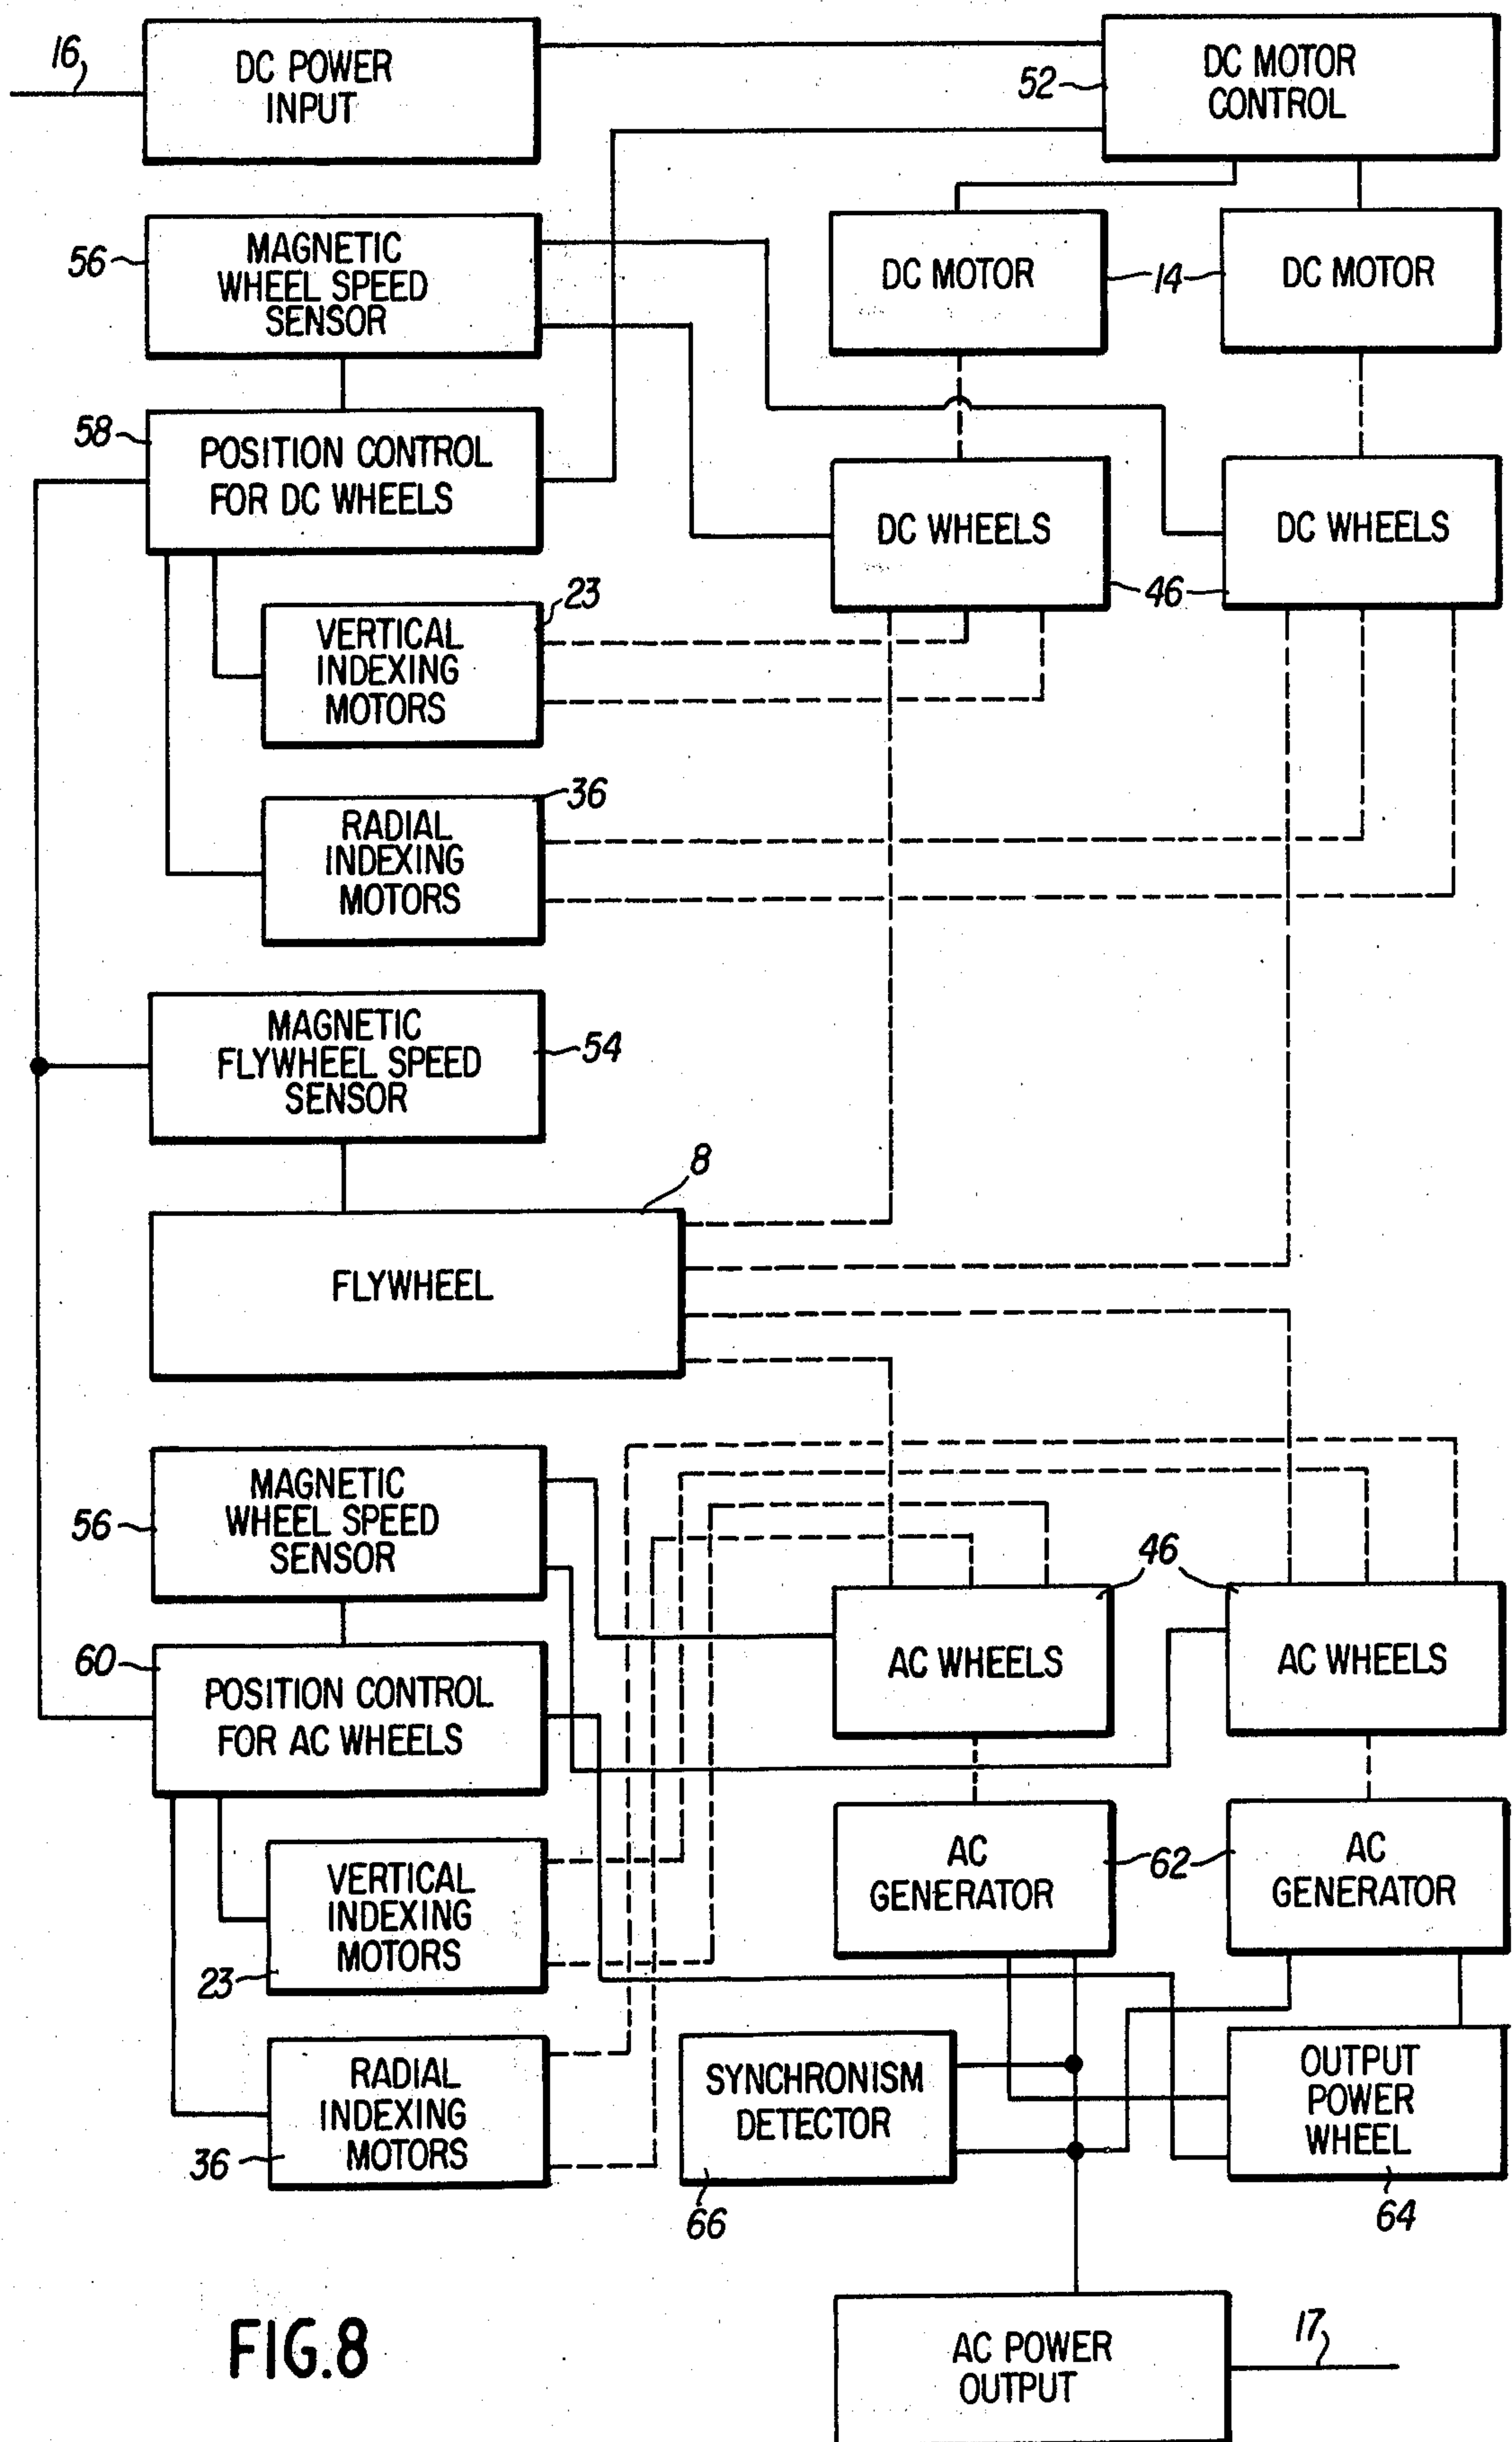 16
DC POWER
INPUT
52
DC MOTOR
CONTROL
56
MAGNETIC
WHEEL SPEED
SENSOR
DC MOTOR
14
DC MOTOR
58
POSITION CONTROL
FOR DC WHEELS
DC WHEELS
46
DC WHEELS
23
VERTICAL
INDEXING
MOTORS
36
RADIAL
INDEXING
MOTORS
MAGNETIC
FLYWHEEL SPEED
SENSOR
54
8
FLYWHEEL
56
MAGNETIC
WHEEL SPEED
SENSOR
46
AC WHEELS
AC WHEELS
60
POSITION CONTROL
FOR AC WHEELS
AC
GENERATOR
62
AC
GENERATOR
VERTICAL
INDEXING
MOTORS
23
RADIAL
INDEXING
MOTORS
36
SYNCHRONISM
DETECTOR
66
OUTPUT
POWER
WHEEL
64
FIG.8
AC POWER
OUTPUT
17